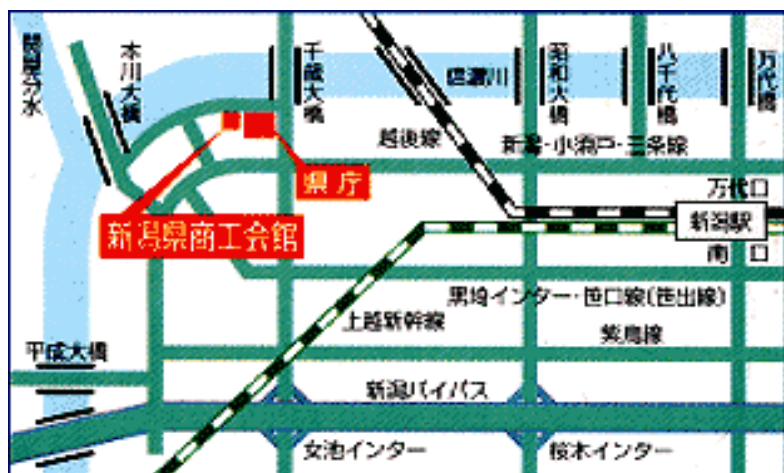 関屋分水
本川大橋
千歳大橋
信濃川
昭和大橋
八千代橋
万代橋
越後線
新潟・小須戸・三条線
県庁
新潟県商工会館
万代口
新潟駅
南口
黒埼インター・笹口線(笹出線)
上越新幹線
紫鳥線
平成大橋
新潟バイパス
女池インター
桜木インター